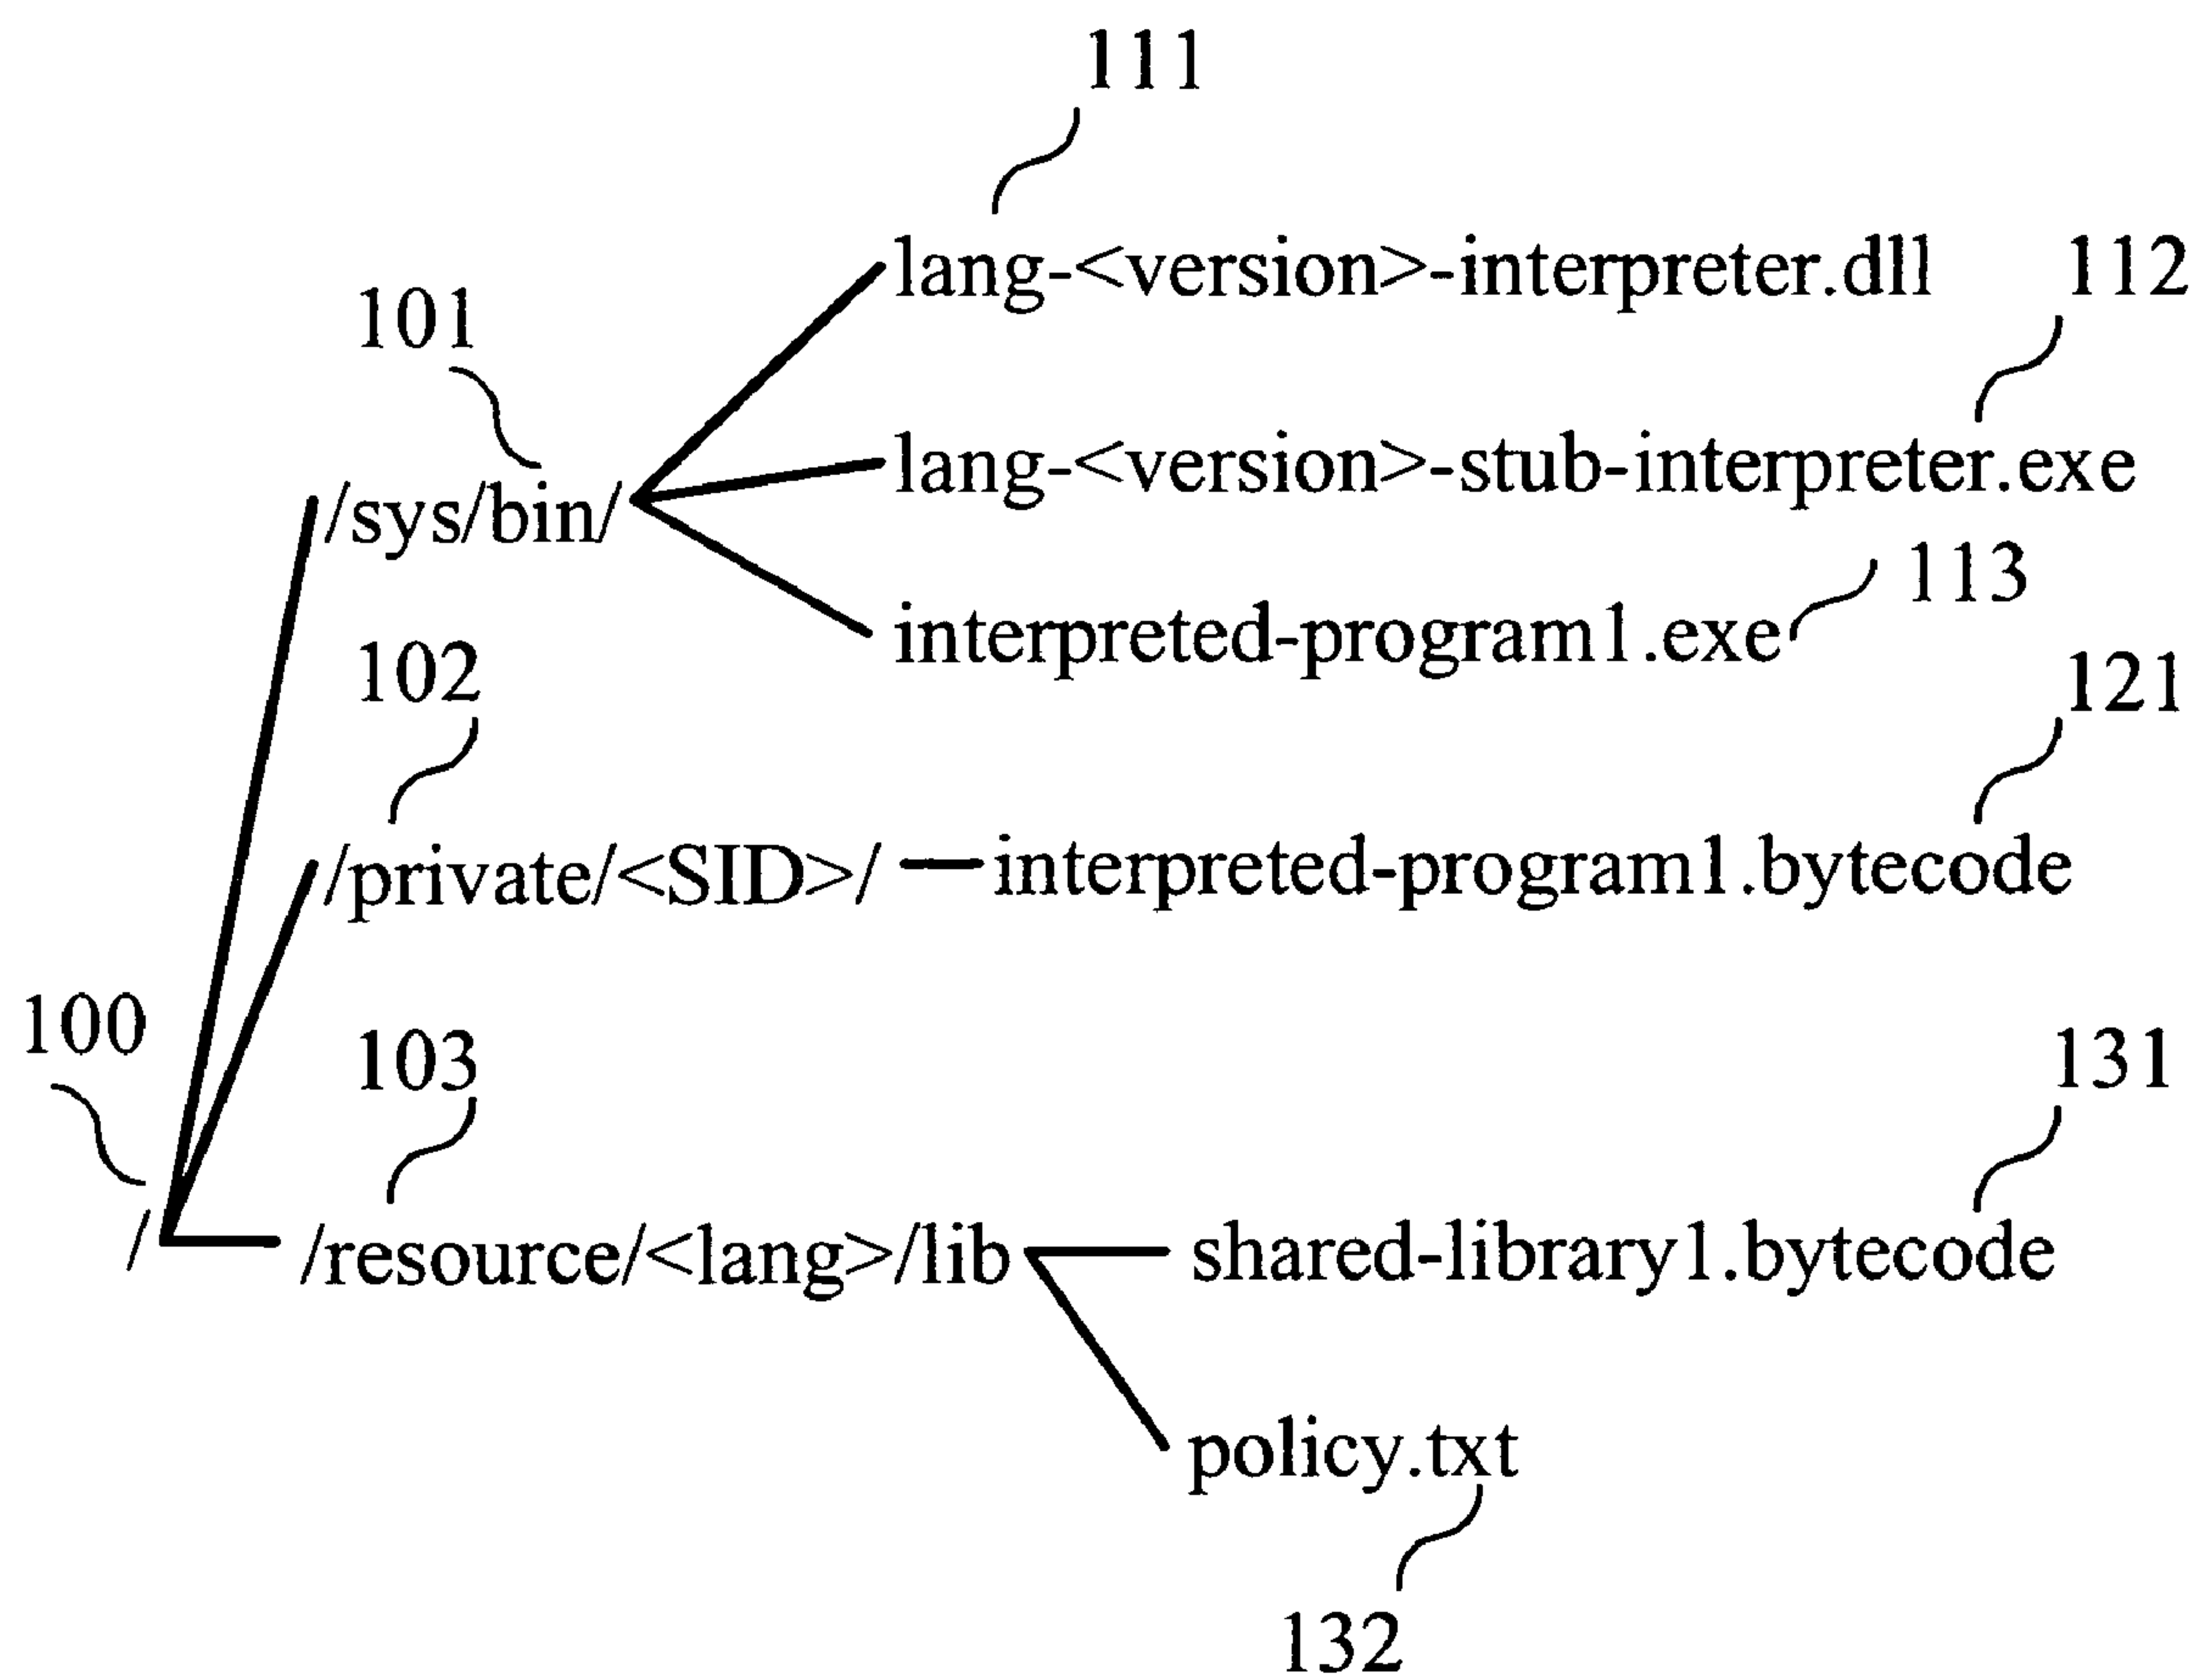 111
lang-<version>-interpreter.dll
112
101
lang-<version>-stub-interpreter.exe
/sys/bin/
113
interpreted-program1.exe
102
121
/private/<SID>/
interpreted-program1.bytecode
100
103
131
/
/resource/<lang>/lib
shared-library1.bytecode
policy.txt
132